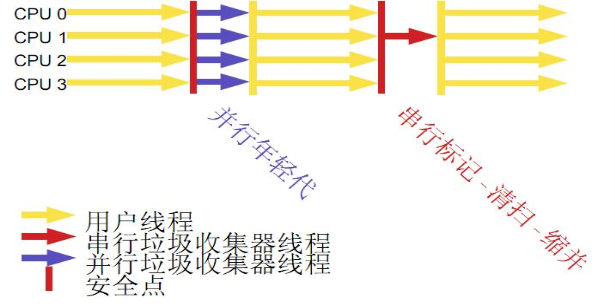 CPU 0
CPU 1
CPU 2
CPU 3
并行年轻代
串行标记-清扫-缩并
用户线程
串行垃圾收集器线程
并行垃圾收集器线程
安全点